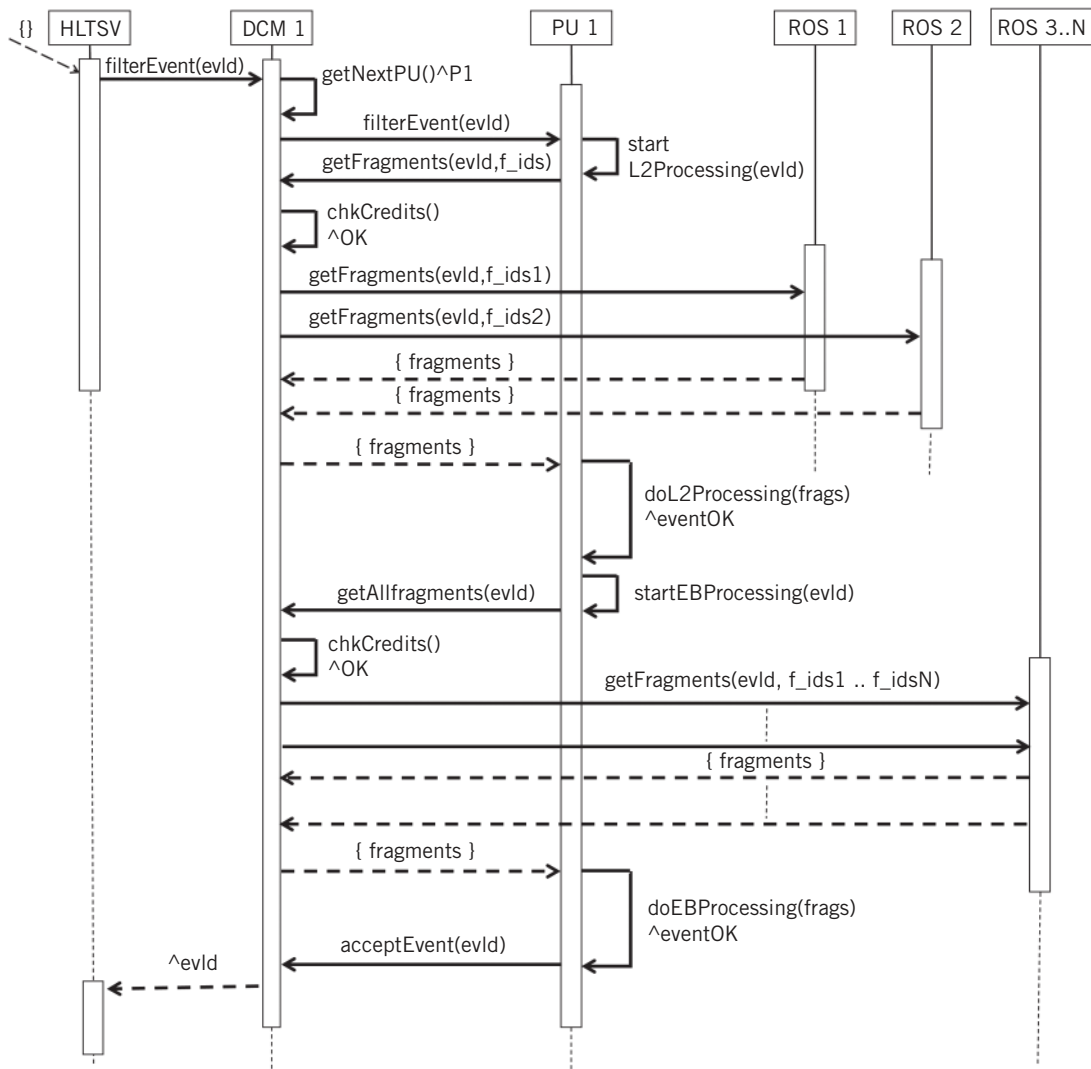 {}
HLTSV
DCM 1
PU 1
ROS 1
ROS 2
ROS 3..N
filterEvent(evId)
getNextPU()^P1
filterEvent(evId)
start
L2Processing(evId)
getFragments(evId,f_ids)
chkCredits()
^OK
getFragments(evId,f_ids1)
getFragments(evId,f_ids2)
{ fragments }
{ fragments }
{ fragments }
doL2Processing(frags)
^eventOK
startEBProcessing(evId)
getAllfragments(evId)
chkCredits()
^OK
getFragments(evId, f_ids1 .. f_idsN)
{ fragments }
{ fragments }
doEBProcessing(frags)
^eventOK
acceptEvent(evId)
^evId